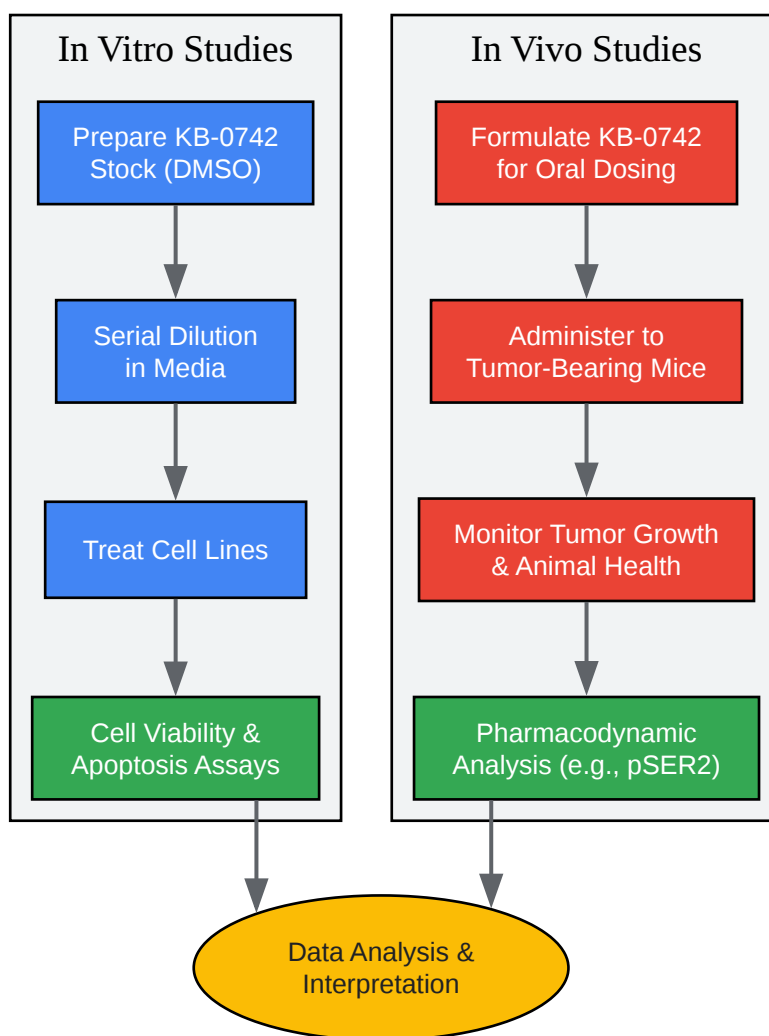 In Vitro Studies
Prepare KB-0742
Stock (DMSO)
Serial Dilution
in Media
Treat Cell Lines
Cell Viability &
Apoptosis Assays
In Vivo Studies
Formulate KB-0742
for Oral Dosing
Administer to
Tumor-Bearing Mice
Monitor Tumor Growth
& Animal Health
Pharmacodynamic
Analysis (e.g., pSER2)
Data Analysis &
Interpretation